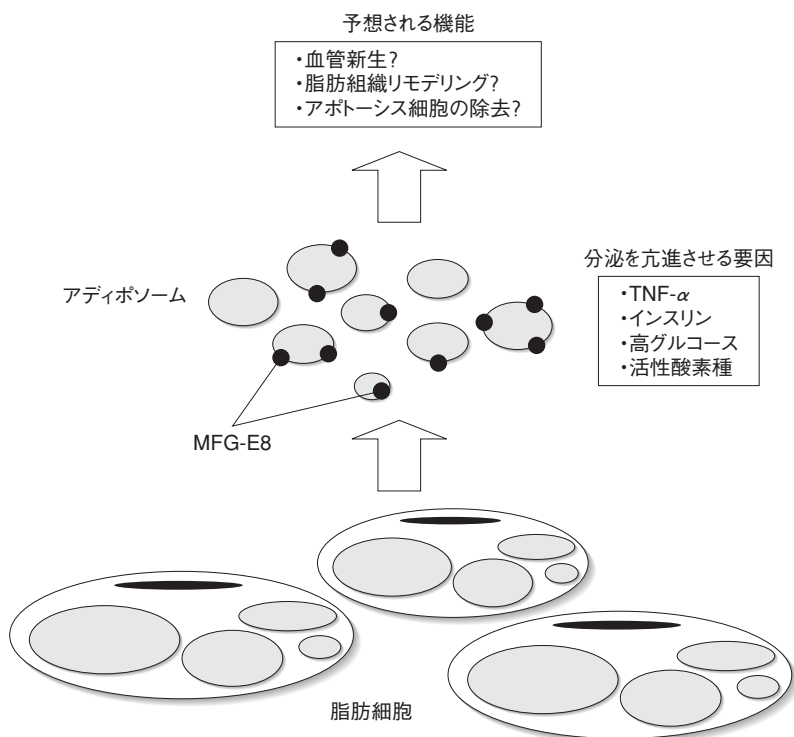 予想される機能
・血管新生?
・脂肪組織リモデリング?
・アポトーシス細胞の除去?
アディポソーム
分泌を亢進させる要因
・TNF-α
・インスリン
・高グルコース
・活性酸素種
MFG-E8
脂肪細胞